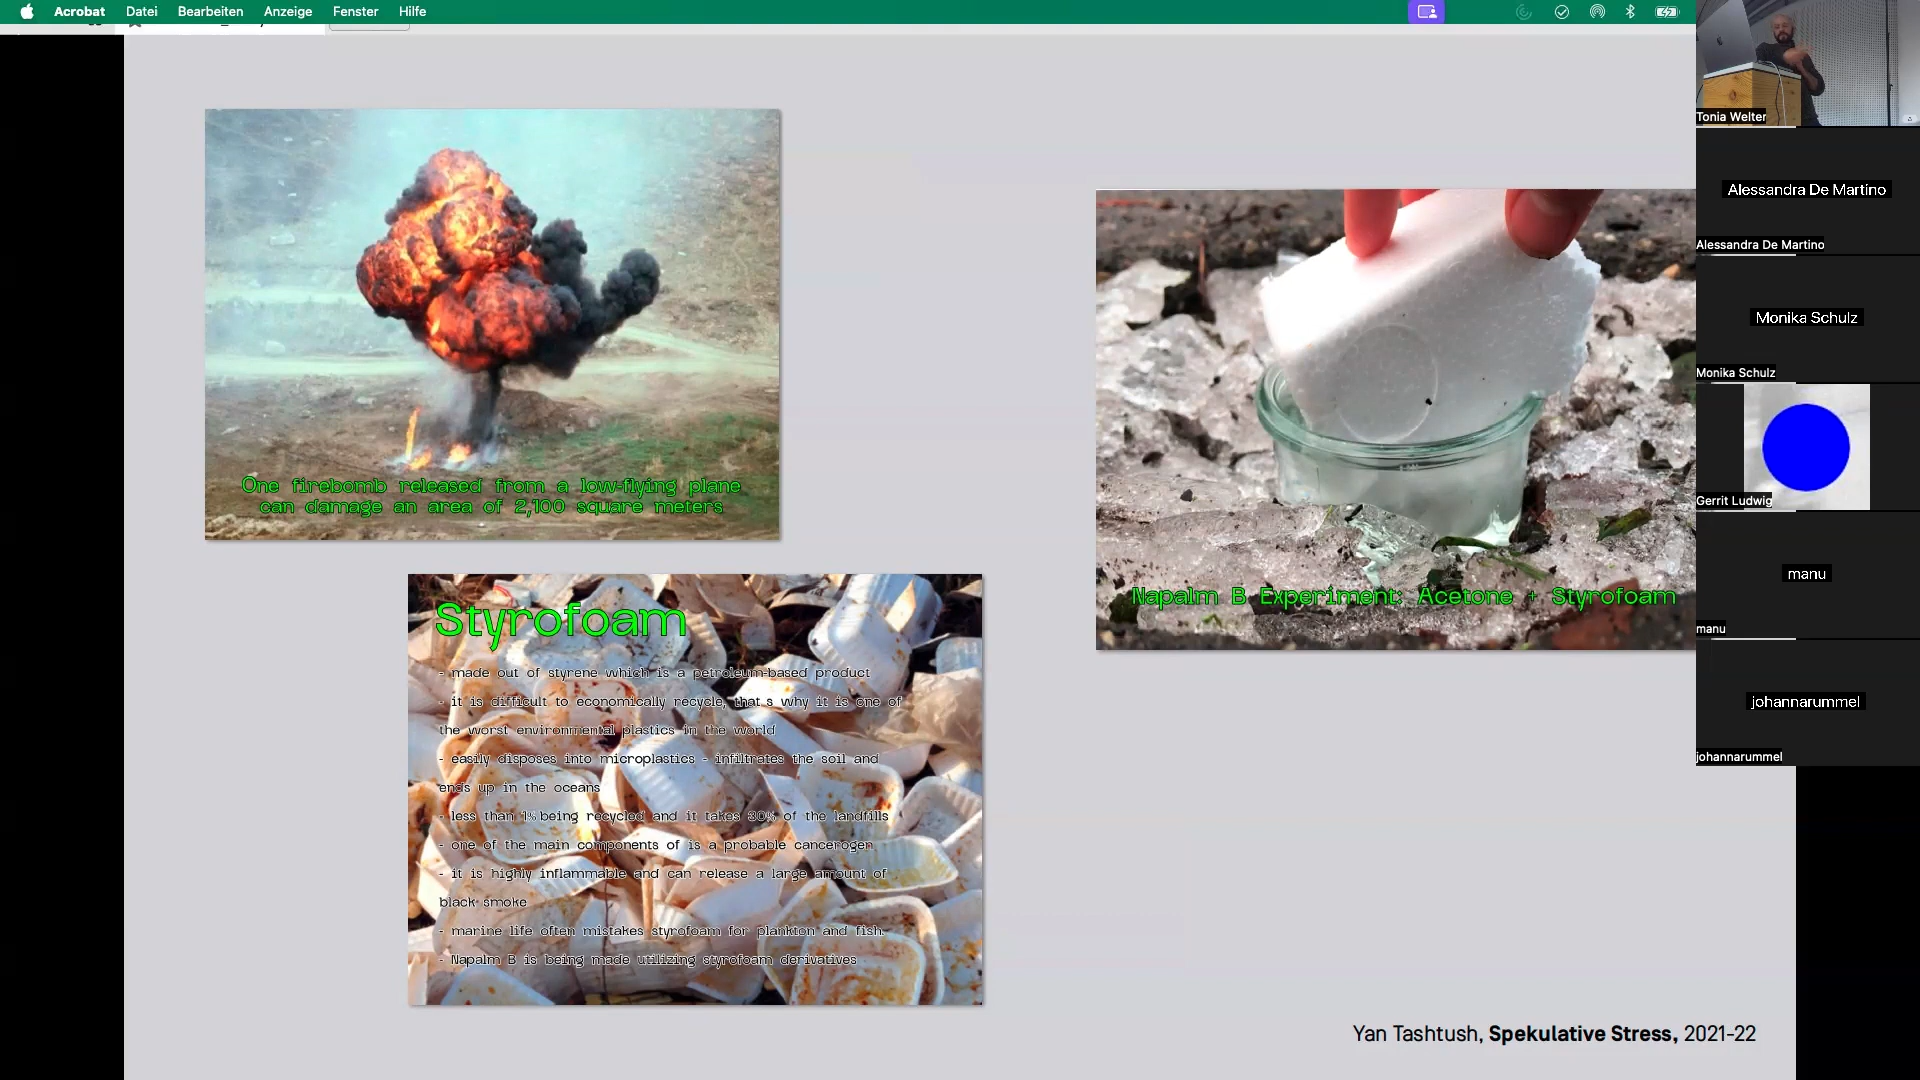 Acrobat Datei Bearbeiten Anzeige Fenster Hilfe
One firebomb released from a low-flying plane
can damage an area of 2,100 square meters
Napalm B Experiment: Acetone + Styrofoam
Styrofoam
- made out of styrene which is a petroleum-based product
- it is difficult to economically recycle, that s why it is one of
the worst environmental plastics in the world
- easily disposes into microplastics - infiltrates the soil and
ends up in the oceans
- less than 1% being recycled and it takes 30% of the landfills
- one of the main components of is a probable cancerogen
- it is highly inflammable and can release a large amount of
black smoke
- marine life often mistakes styrofoam for plankton and fish.
- Napalm B is being made utilizing styrofoam derivatives
Yan Tashtush, Spekulative Stress, 2021-22
Tonia Welter
Alessandra De Martino
Alessandra De Martino
Monika Schulz
Monika Schulz
Gerrit Ludwig
manu
manu
johannarummel
johannarummel